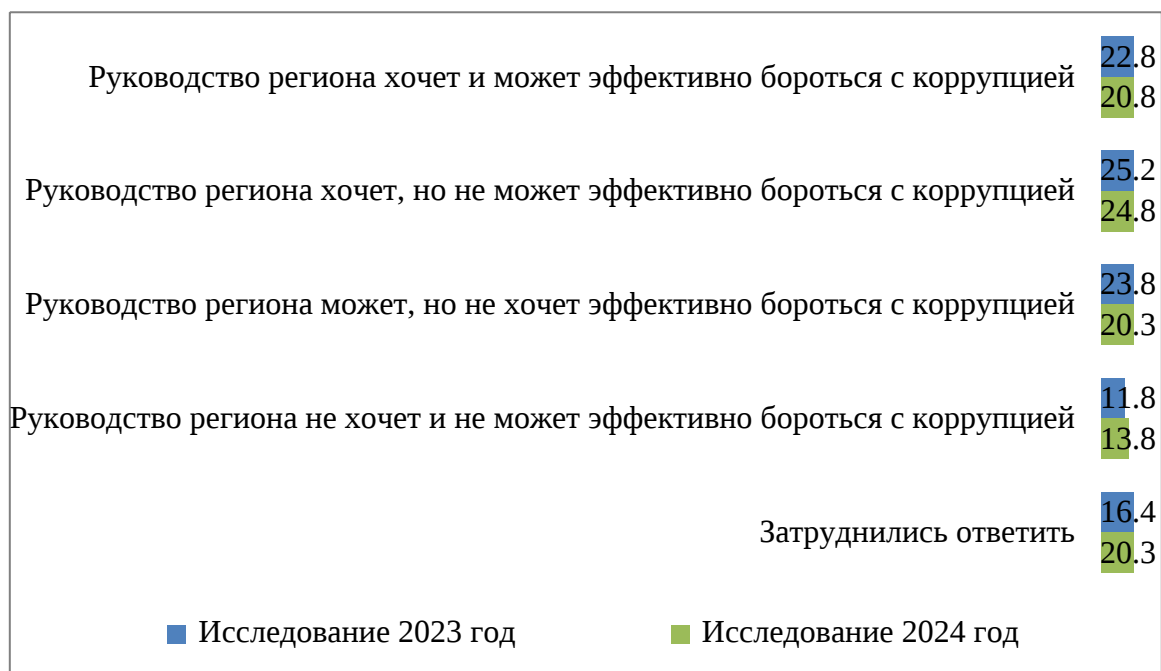 Руководство региона хочет и может эффективно бороться с коррупцией
22.8
20.8
Руководство региона хочет, но не может эффективно бороться с коррупцией
25.2
24.8
Руководство региона может, но не хочет эффективно бороться с коррупцией
23.8
20.3
Руководство региона не хочет и не может эффективно бороться с коррупцией
11.8
13.8
Затруднились ответить
16.4
20.3
Исследование 2023 год
Исследование 2024 год